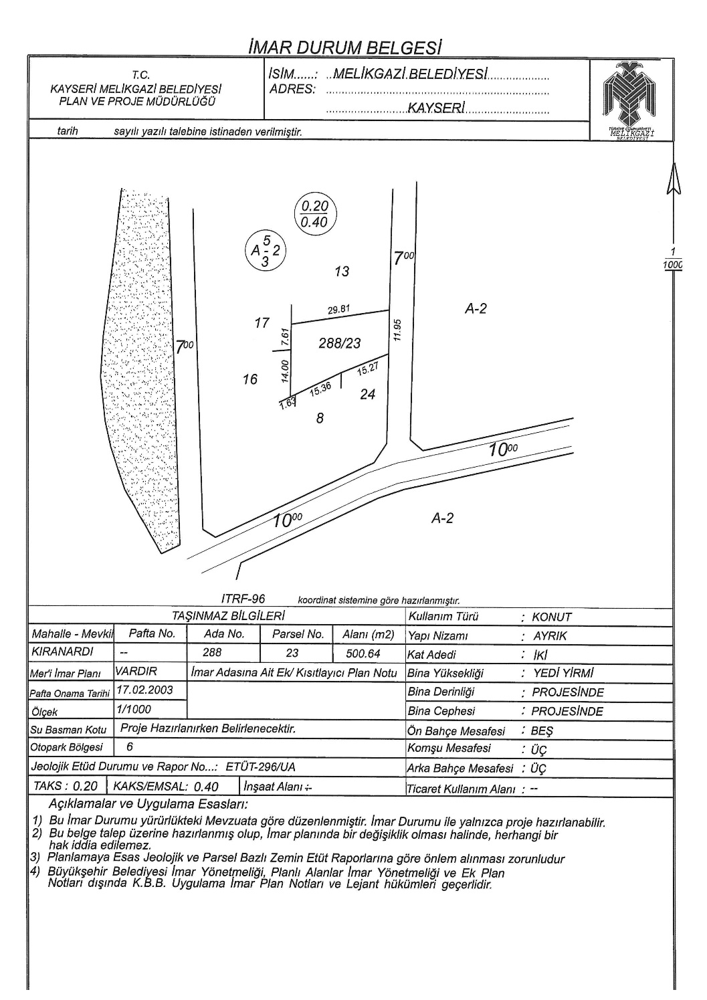 İMAR DURUM BELGESİ
T.C.
KAYSERİ MELİKGAZİ BELEDİYESİ
PLAN VE PROJE MÜDÜRLÜĞÜ
İSİM......: ..MELİKGAZİ.BELEDİYESİ....................
ADRES: ..............................................................
........................KAYSERİ.........................
TÜRKİYE CUMHURİYETİ
MELİKGAZİ
BELEDİYESİ
tarih sayılı yazılı talebine istinaden verilmiştir.
0.20
0.40
5
A - 2
3
13
7 00
1
1000
A-2
29.81
17
7.61
288/23
11.95
7 00
16
14.00
15.27
15.36
1.63
24
8
10 00
10 00
A-2
ITRF-96 koordinat sistemine göre hazırlanmıştır.
TAŞINMAZ BİLGİLERİ
Kullanım Türü : KONUT
Mahalle - Mevkii Pafta No. Ada No. Parsel No. Alanı (m2)
Yapı Nizamı : AYRIK
KIRANARDI -- 288 23 500.64
Kat Adedi : İKİ
Mer'i İmar Planı VARDIR İmar Adasına Ait Ek/ Kısıtlayıcı Plan Notu
Bina Yüksekliği : YEDİ YİRMİ
Pafta Onama Tarihi 17.02.2003
Bina Derinliği : PROJESİNDE
Ölçek 1/1000
Bina Cephesi : PROJESİNDE
Su Basman Kotu Proje Hazırlanırken Belirlenecektir.
Ön Bahçe Mesafesi : BEŞ
Otopark Bölgesi 6
Komşu Mesafesi : ÜÇ
Jeolojik Etüd Durumu ve Rapor No...: ETÜT-296/UA
Arka Bahçe Mesafesi : ÜÇ
TAKS : 0.20 KAKS/EMSAL: 0.40 İnşaat Alanı :-
Ticaret Kullanım Alanı : --
Açıklamalar ve Uygulama Esasları:
1) Bu İmar Durumu yürürlükteki Mevzuata göre düzenlenmiştir. İmar Durumu ile yalnızca proje hazırlanabilir.
2) Bu belge talep üzerine hazırlanmış olup, İmar planında bir değişiklik olması halinde, herhangi bir
hak iddia edilemez.
3) Planlamaya Esas Jeolojik ve Parsel Bazlı Zemin Etüt Raporlarına göre önlem alınması zorunludur
4) Büyükşehir Belediyesi İmar Yönetmeliği, Planlı Alanlar İmar Yönetmeliği ve Ek Plan
Notları dışında K.B.B. Uygulama İmar Plan Notları ve Lejant hükümleri geçerlidir.